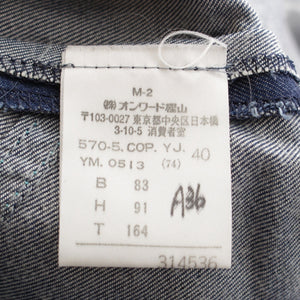 M-2
㈱オンワード樫山
〒103-0027 東京都中央区日本橋
3-10-5 消費者室
570-5. COP. YJ. 40
YM. 0513 (74)
B 83
H 91 A36
T 164
314536